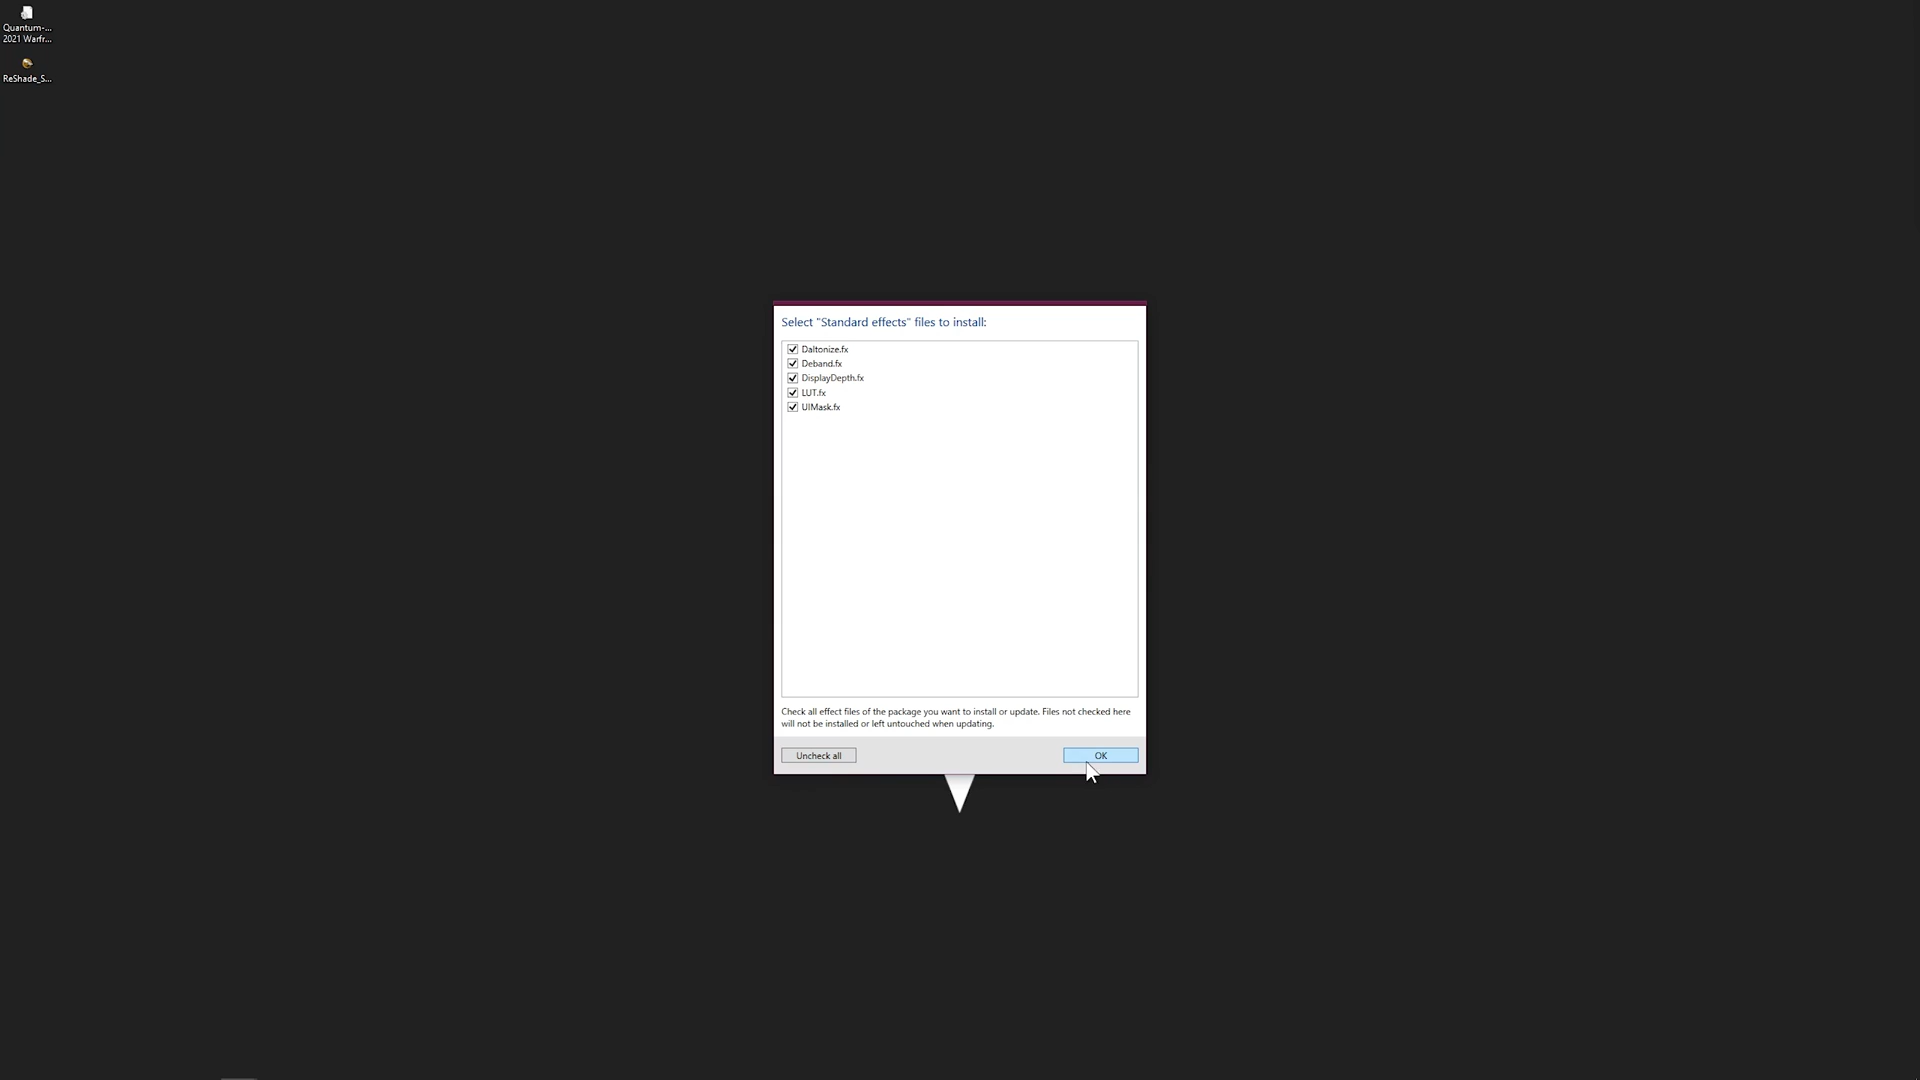 Quantum-...
2021 Warfr...
ReShade_S...
Select "Standard effects" files to install:
Daltonize.fx
Deband.fx
DisplayDepth.fx
LUT.fx
UIMask.fx
Check all effect files of the package you want to install or update. Files not checked here
will not be installed or left untouched when updating.
Uncheck all
OK